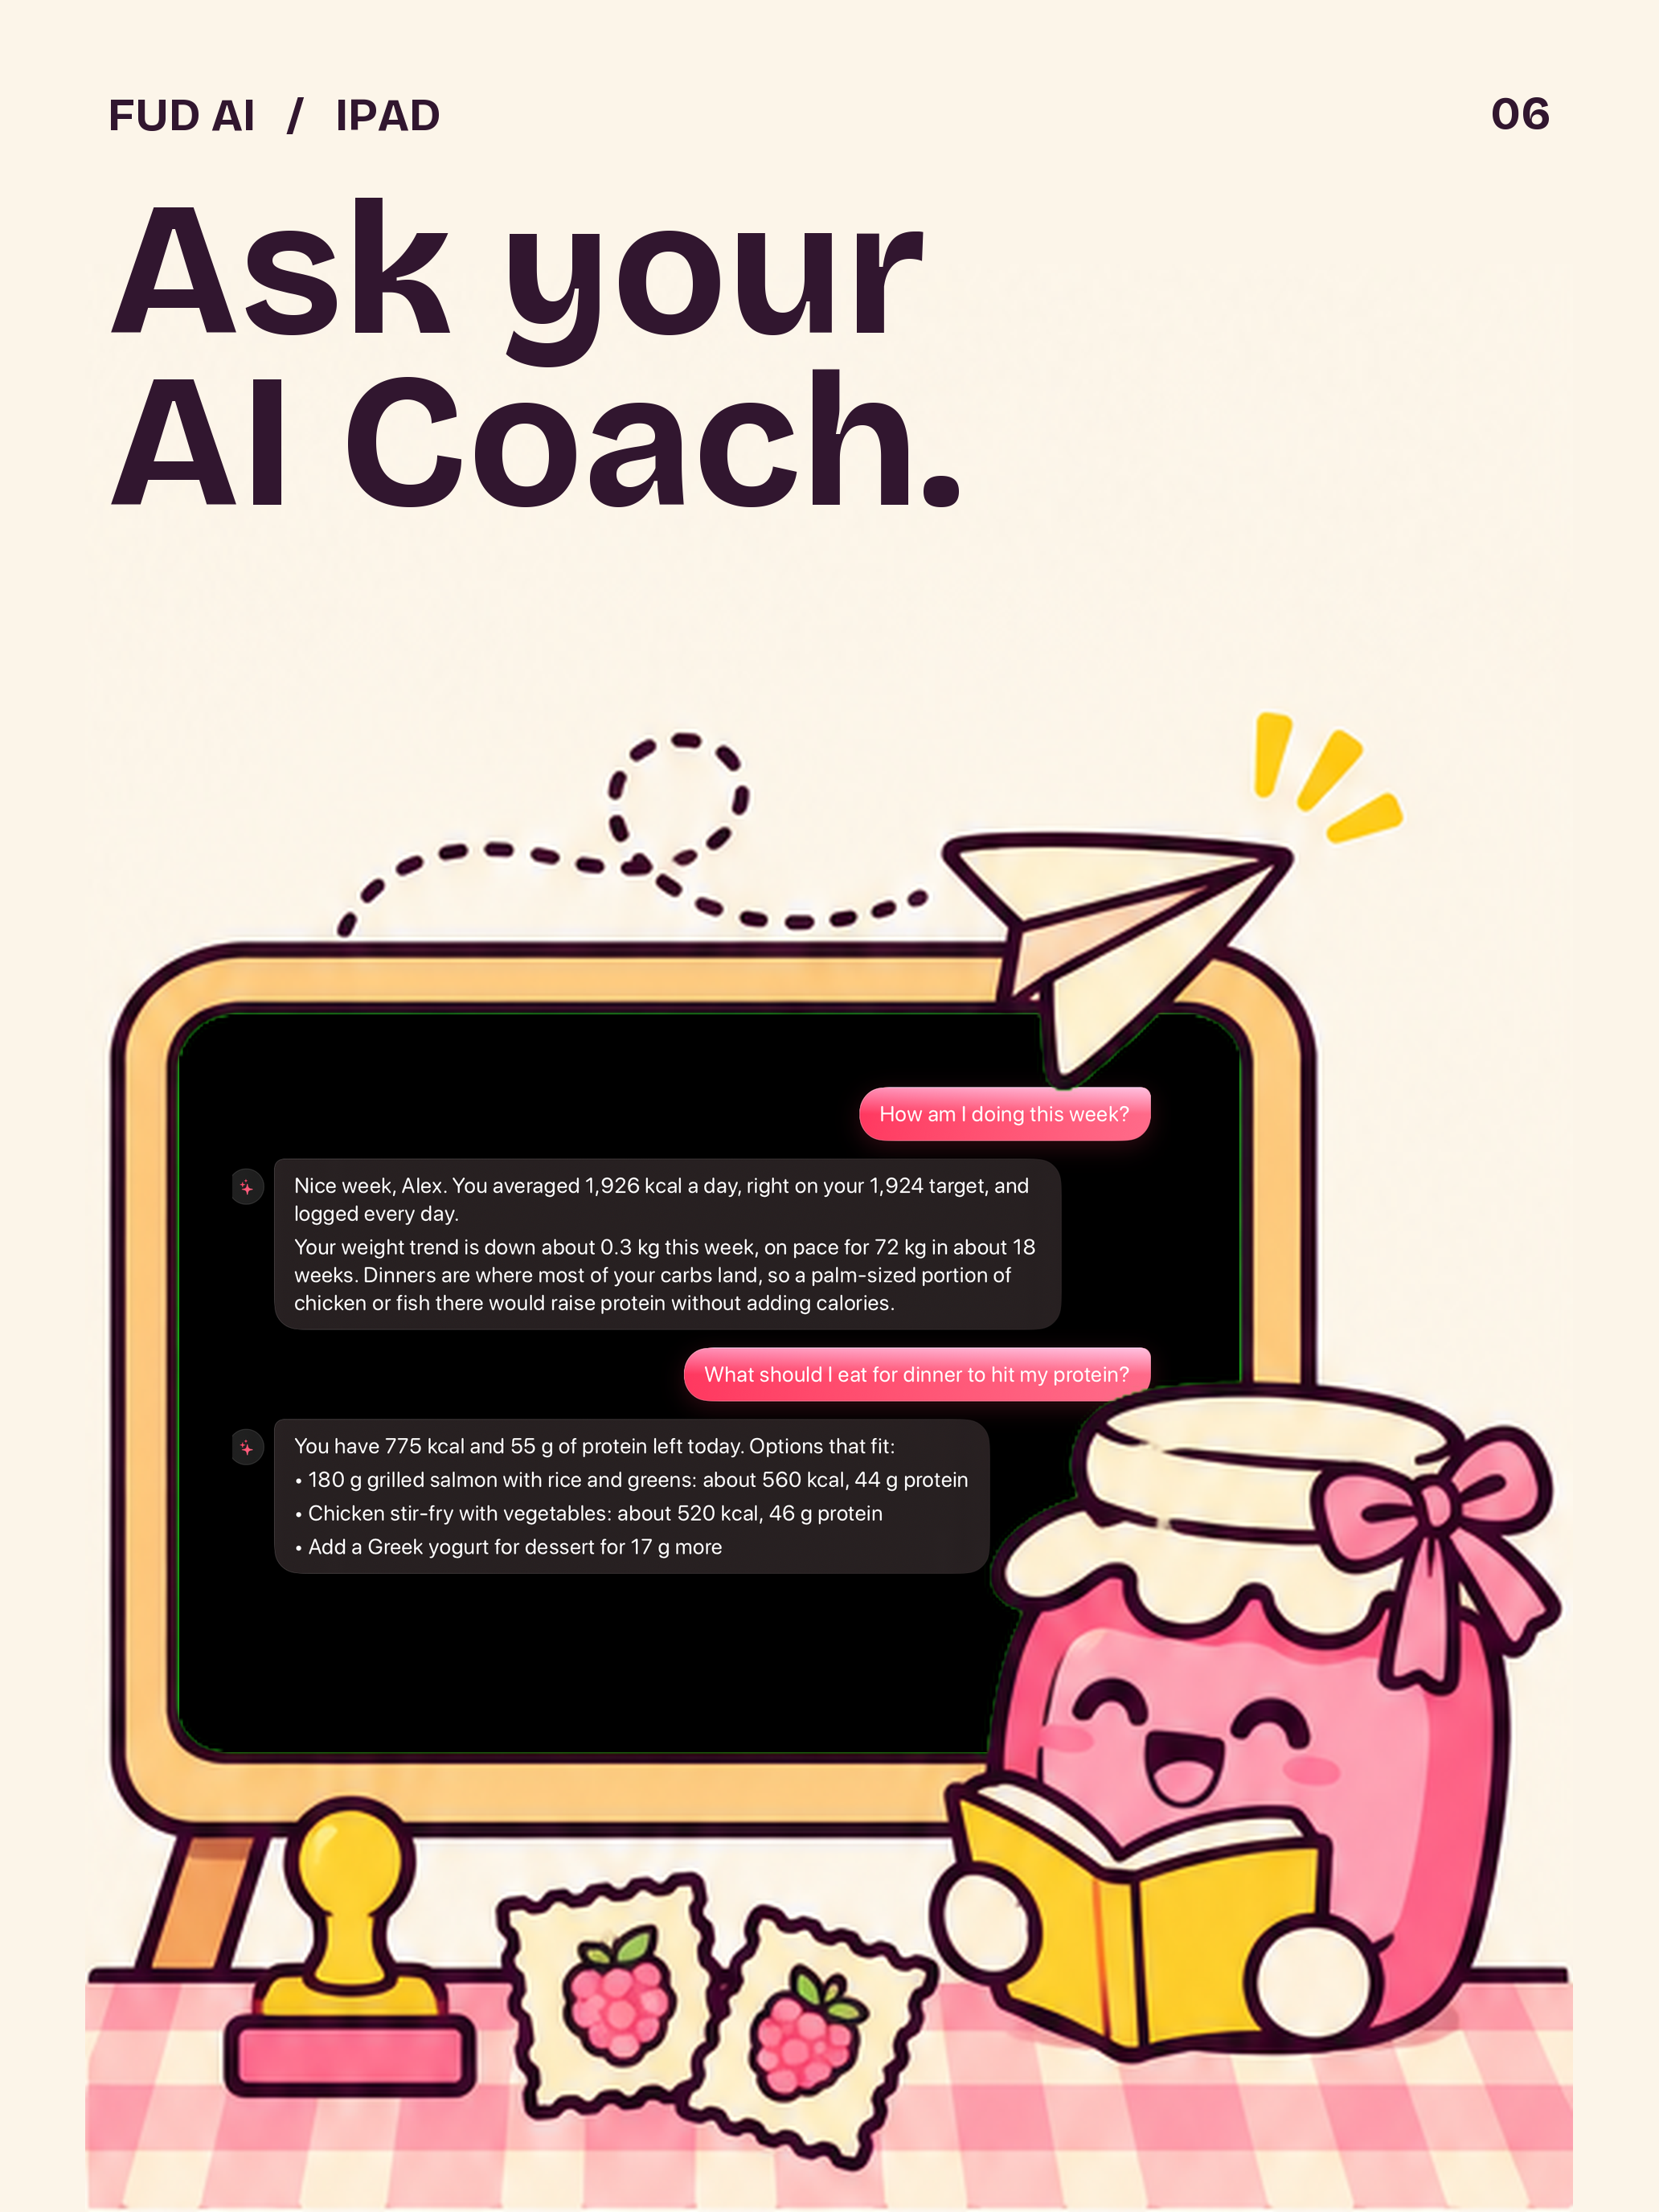 FUD AI / IPAD
06
Ask your
AI Coach.
How am I doing this week?
Nice week, Alex. You averaged 1,926 kcal a day, right on your 1,924 target, and
logged every day.
Your weight trend is down about 0.3 kg this week, on pace for 72 kg in about 18
weeks. Dinners are where most of your carbs land, so a palm-sized portion of
chicken or fish there would raise protein without adding calories.
What should I eat for dinner to hit my protein?
You have 775 kcal and 55 g of protein left today. Options that fit:
• 180 g grilled salmon with rice and greens: about 560 kcal, 44 g protein
• Chicken stir-fry with vegetables: about 520 kcal, 46 g protein
• Add a Greek yogurt for dessert for 17 g more